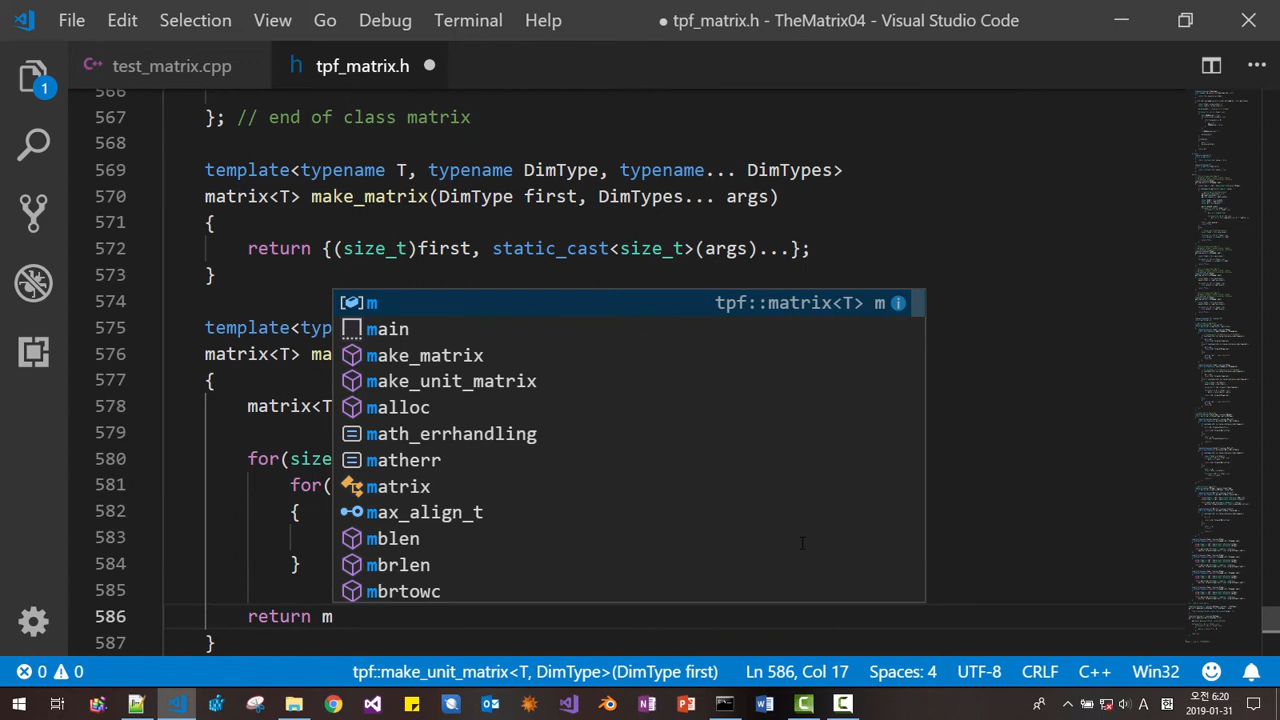 File Edit Selection View Go Debug Terminal Help
● tpf_matrix.h - TheMatrix04 - Visual Studio Code
test_matrix.cpp
h tpf_matrix.h ●
1
566
567 }; // end of class matrix
568
569 template<typename T, typename DimType, typename... DimTypes>
570 matrix<T> make_matrix(DimType first, DimTypes... args)
571 {
572 return {(size_t)first, static_cast<size_t>(args)...};
573 }
574
575 template<typ
576 matrix<T> ma
577 {
578 matrix<T
579
580 for(size
581 for(
582 {
583
584 }
585
586 return m
587 }
m tpf::matrix<T> m
main
make_matrix
make_unit_matrix
malloc
math_errhandling
matherr
matrix
max_align_t
mblen
mbrlen
mbrtowc
0 0 tpf::make_unit_matrix<T, DimType>(DimType first) Ln 586, Col 17 Spaces: 4 UTF-8 CRLF C++ Win32
오전 6:20
2019-01-31